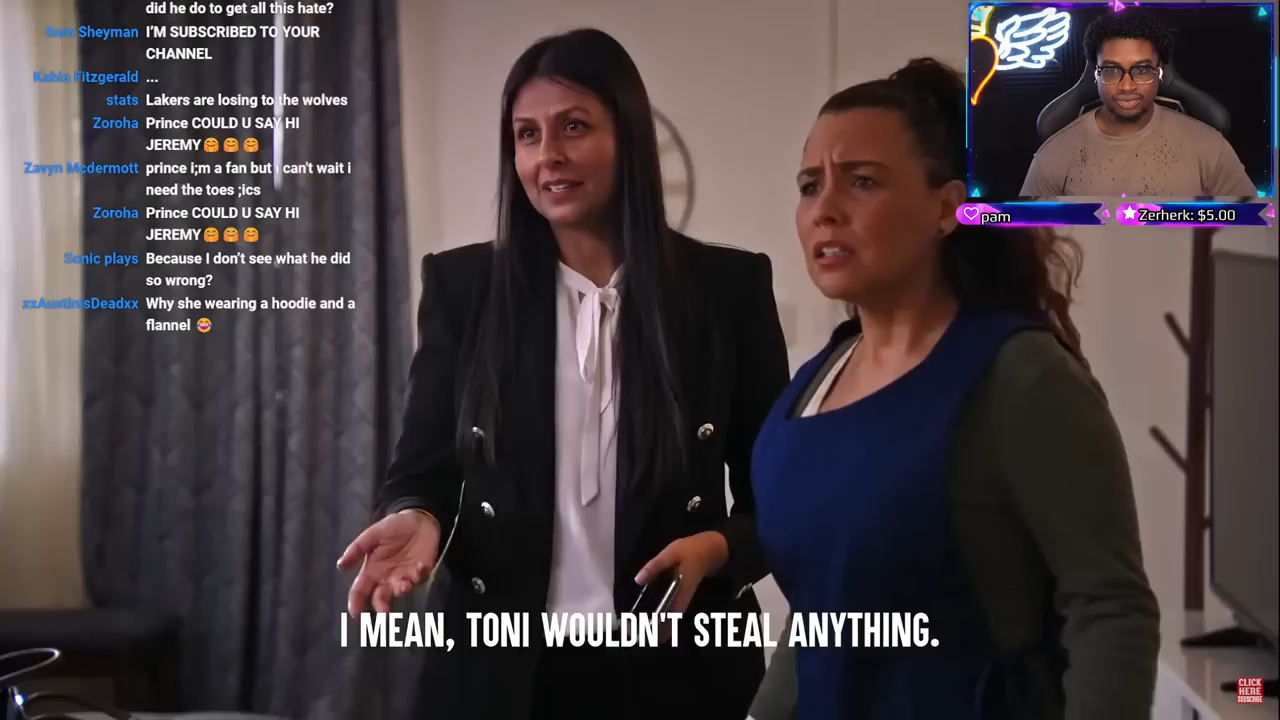 did he do to get all this hate?
Sam Sheyman I'M SUBSCRIBED TO YOUR
CHANNEL
Kahia Fitzgerald ...
stats Lakers are losing to the wolves
Zoroha Prince COULD U SAY HI
JEREMY🤗🤗🤗
Zavyn Mcdermott prince i;m a fan but i can't wait i
need the toes ;ics
Zoroha Prince COULD U SAY HI
JEREMY🤗🤗🤗
Sonic plays Because I don't see what he did
so wrong?
xxAustinsDeadxx Why she wearing a hoodie and a
flannel 😂
pam
Zerherk: $5.00
I MEAN, TONI WOULDN'T STEAL ANYTHING.
CLICK
HERE
SUBSCRIBE